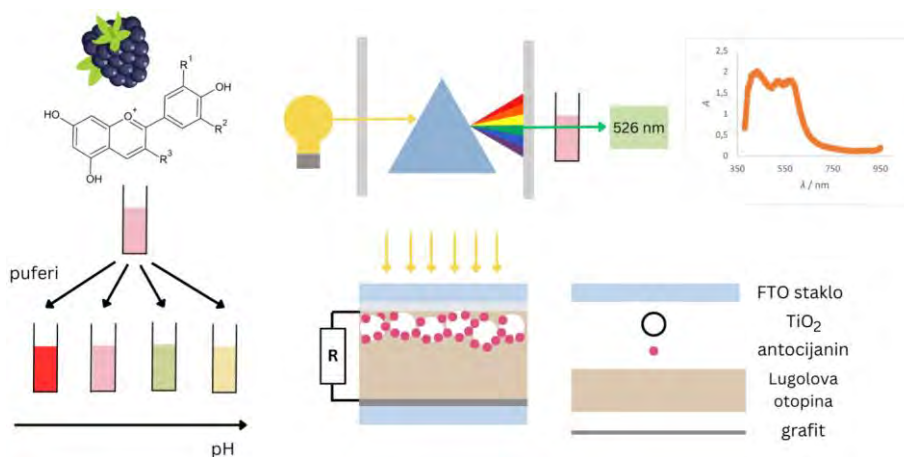 R¹
OH
HO
O⁺
R²
R³
OH
puferi
pH
526 nm
2,5
2
1,5
1
0,5
0
A
350
550
750
950
λ / nm
R
FTO staklo
TiO₂
antocijanin
Lugolova
otopina
grafit